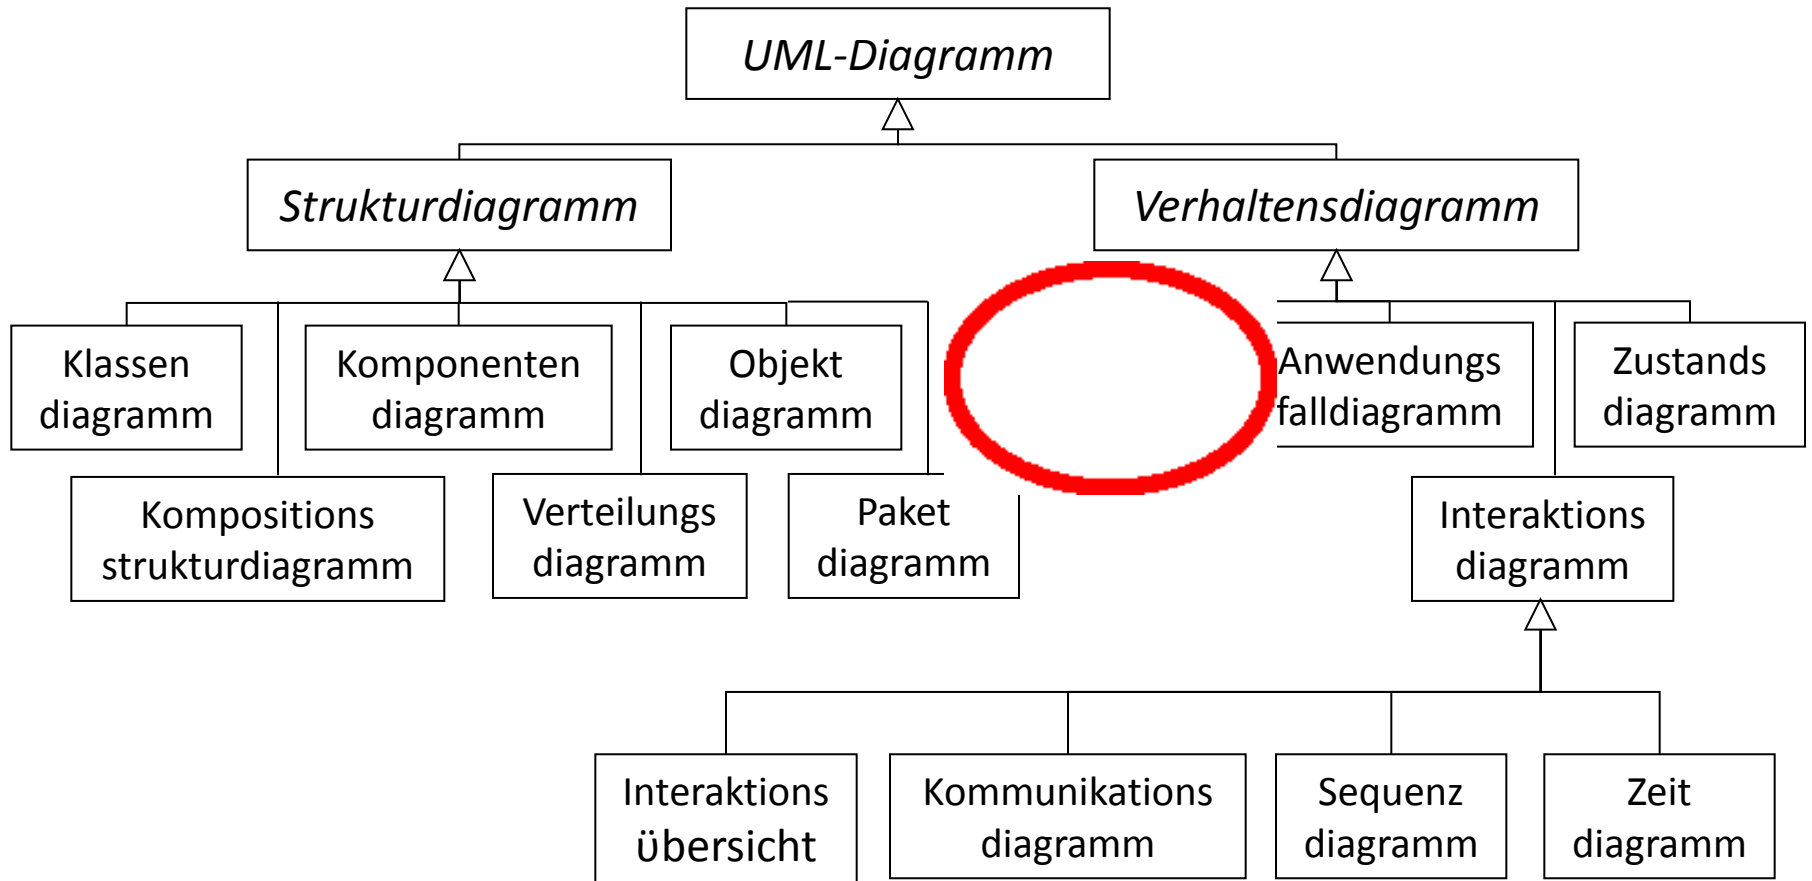 UML-Diagramm
Strukturdiagramm
Verhaltensdiagramm
Klassen
diagramm
Komponenten
diagramm
Objekt
diagramm
Anwendungs
falldiagramm
Zustands
diagramm
Kompositions
strukturdiagramm
Verteilungs
diagramm
Paket
diagramm
Interaktions
diagramm
Interaktions
übersicht
Kommunikations
diagramm
Sequenz
diagramm
Zeit
diagramm